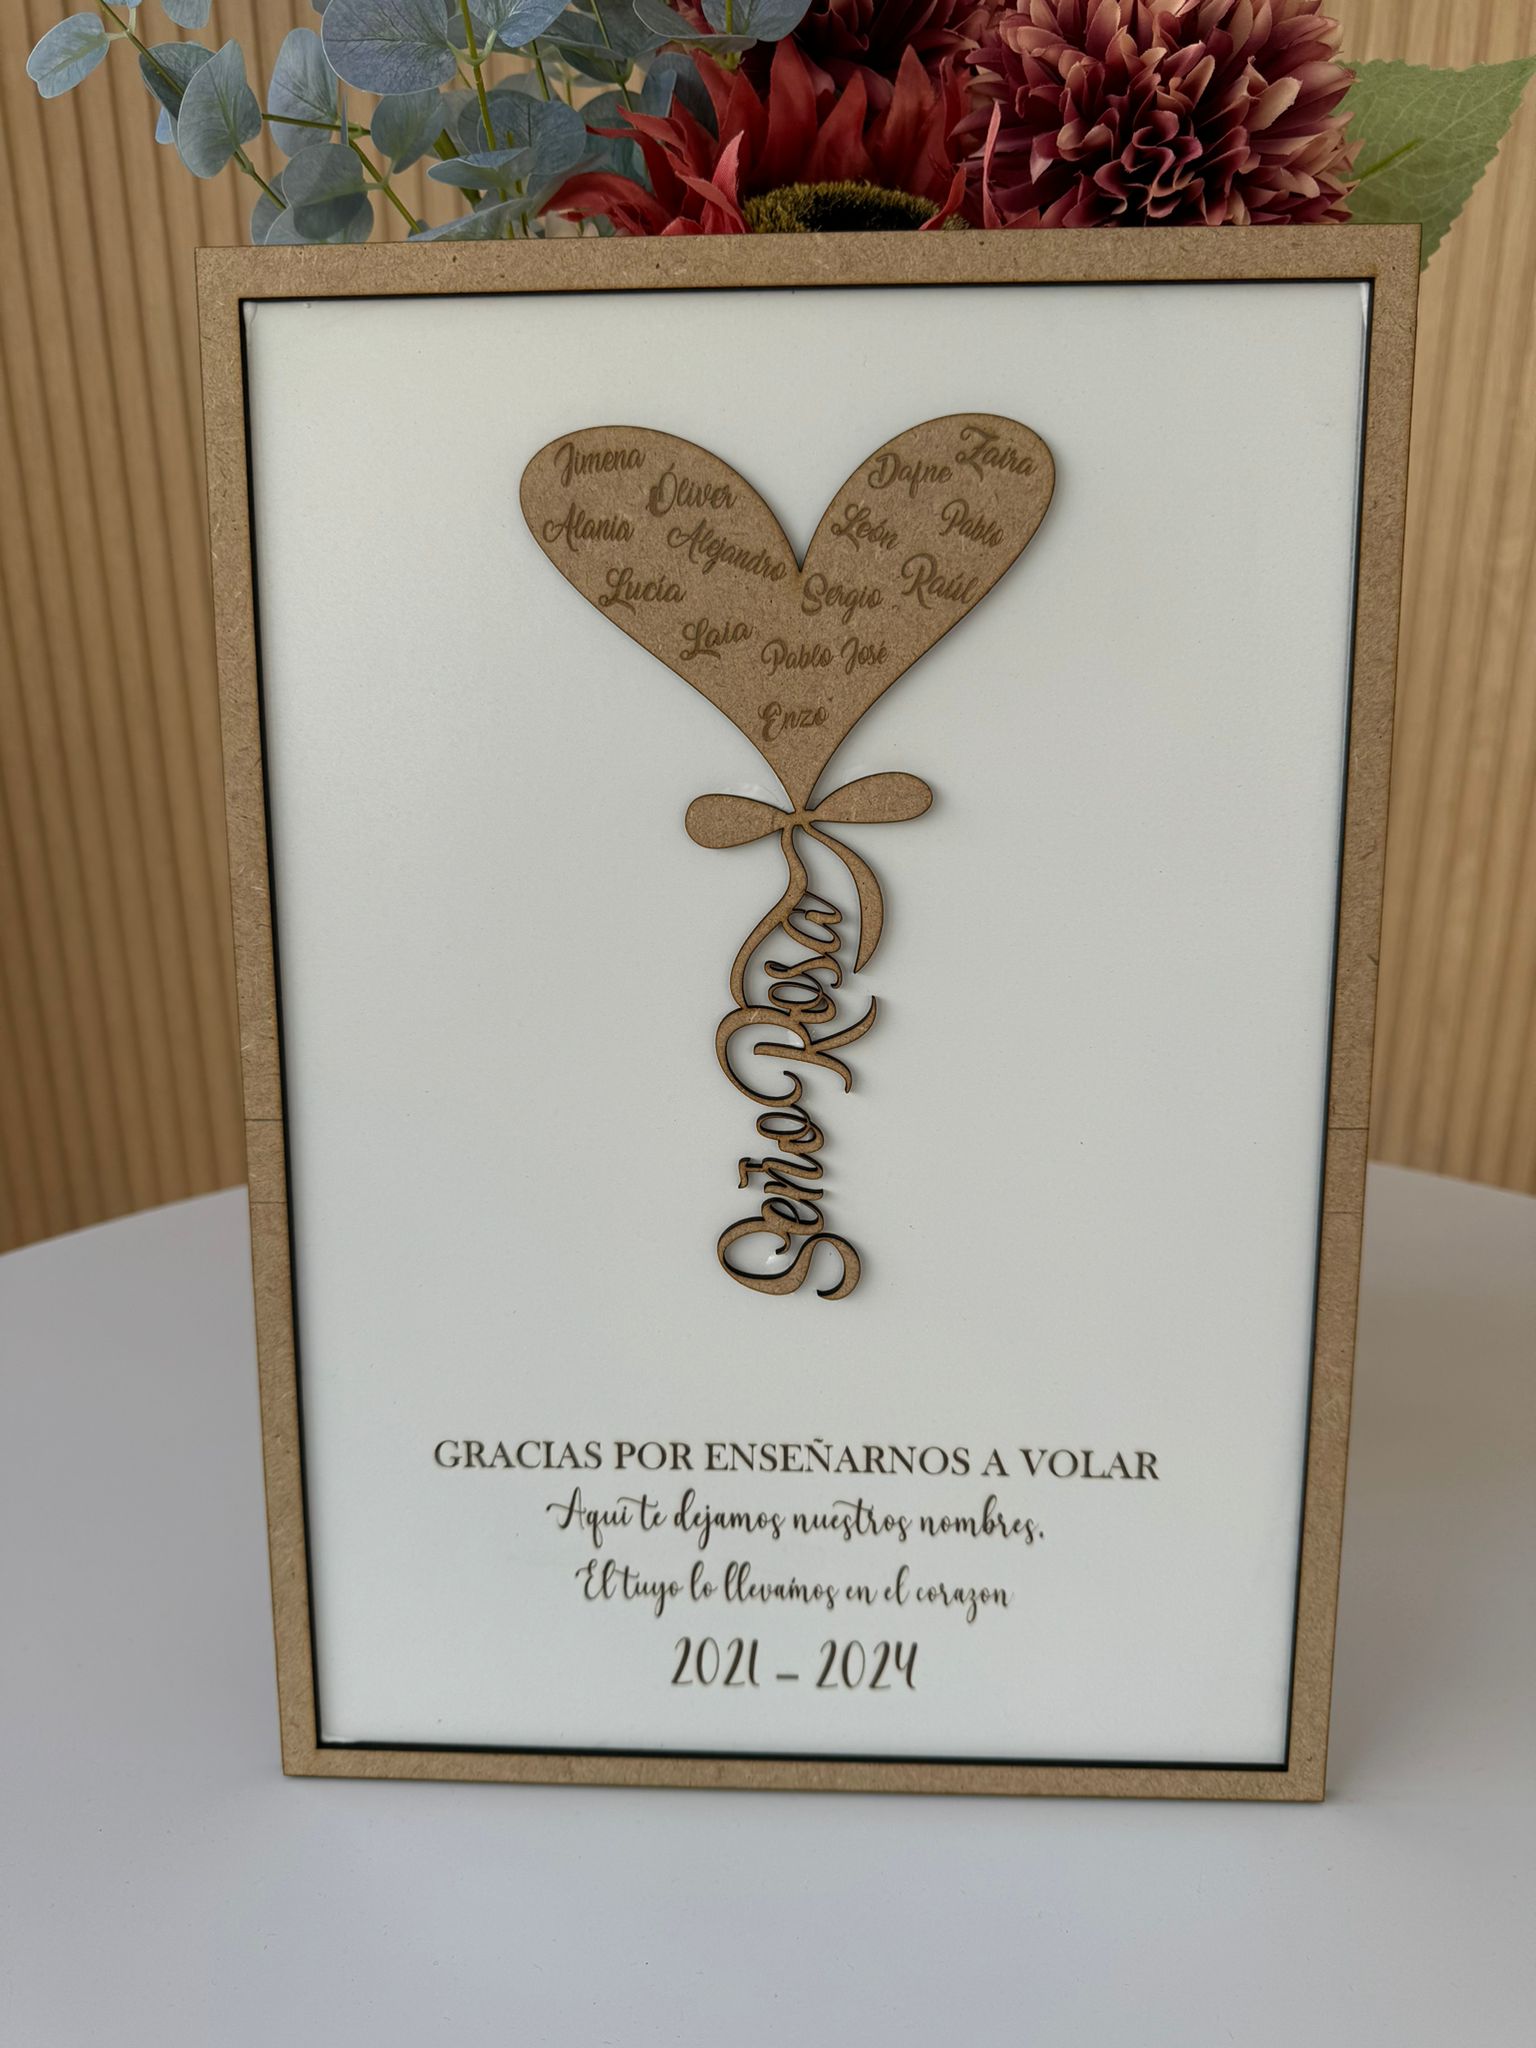 Jimena
Óliver
Alania
Alejandro
Lucía
Laia
Dafne
Zaira
León
Pablo
Sergio
Raúl
Pablo José
Enzo
Seño Rosa
GRACIAS POR ENSEÑARNOS A VOLAR
Aquí te dejamos nuestros nombres.
El tuyo lo llevamos en el corazon
2021 - 2024